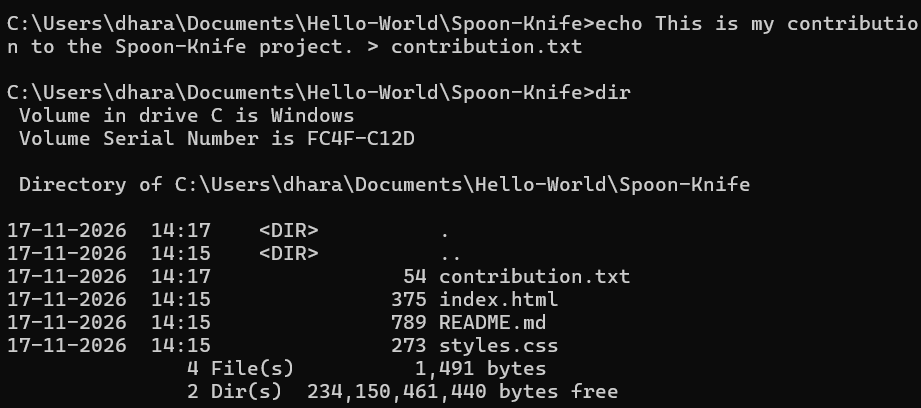 C:\Users\dhara\Documents\Hello-World\Spoon-Knife>echo This is my contributio
n to the Spoon-Knife project. > contribution.txt
C:\Users\dhara\Documents\Hello-World\Spoon-Knife>dir
 Volume in drive C is Windows
 Volume Serial Number is FC4F-C12D
 Directory of C:\Users\dhara\Documents\Hello-World\Spoon-Knife
17-11-2026  14:17    <DIR>          .
17-11-2026  14:15    <DIR>          ..
17-11-2026  14:17                54 contribution.txt
17-11-2026  14:15               375 index.html
17-11-2026  14:15               789 README.md
17-11-2026  14:15               273 styles.css
               4 File(s)          1,491 bytes
               2 Dir(s)  234,150,461,440 bytes free